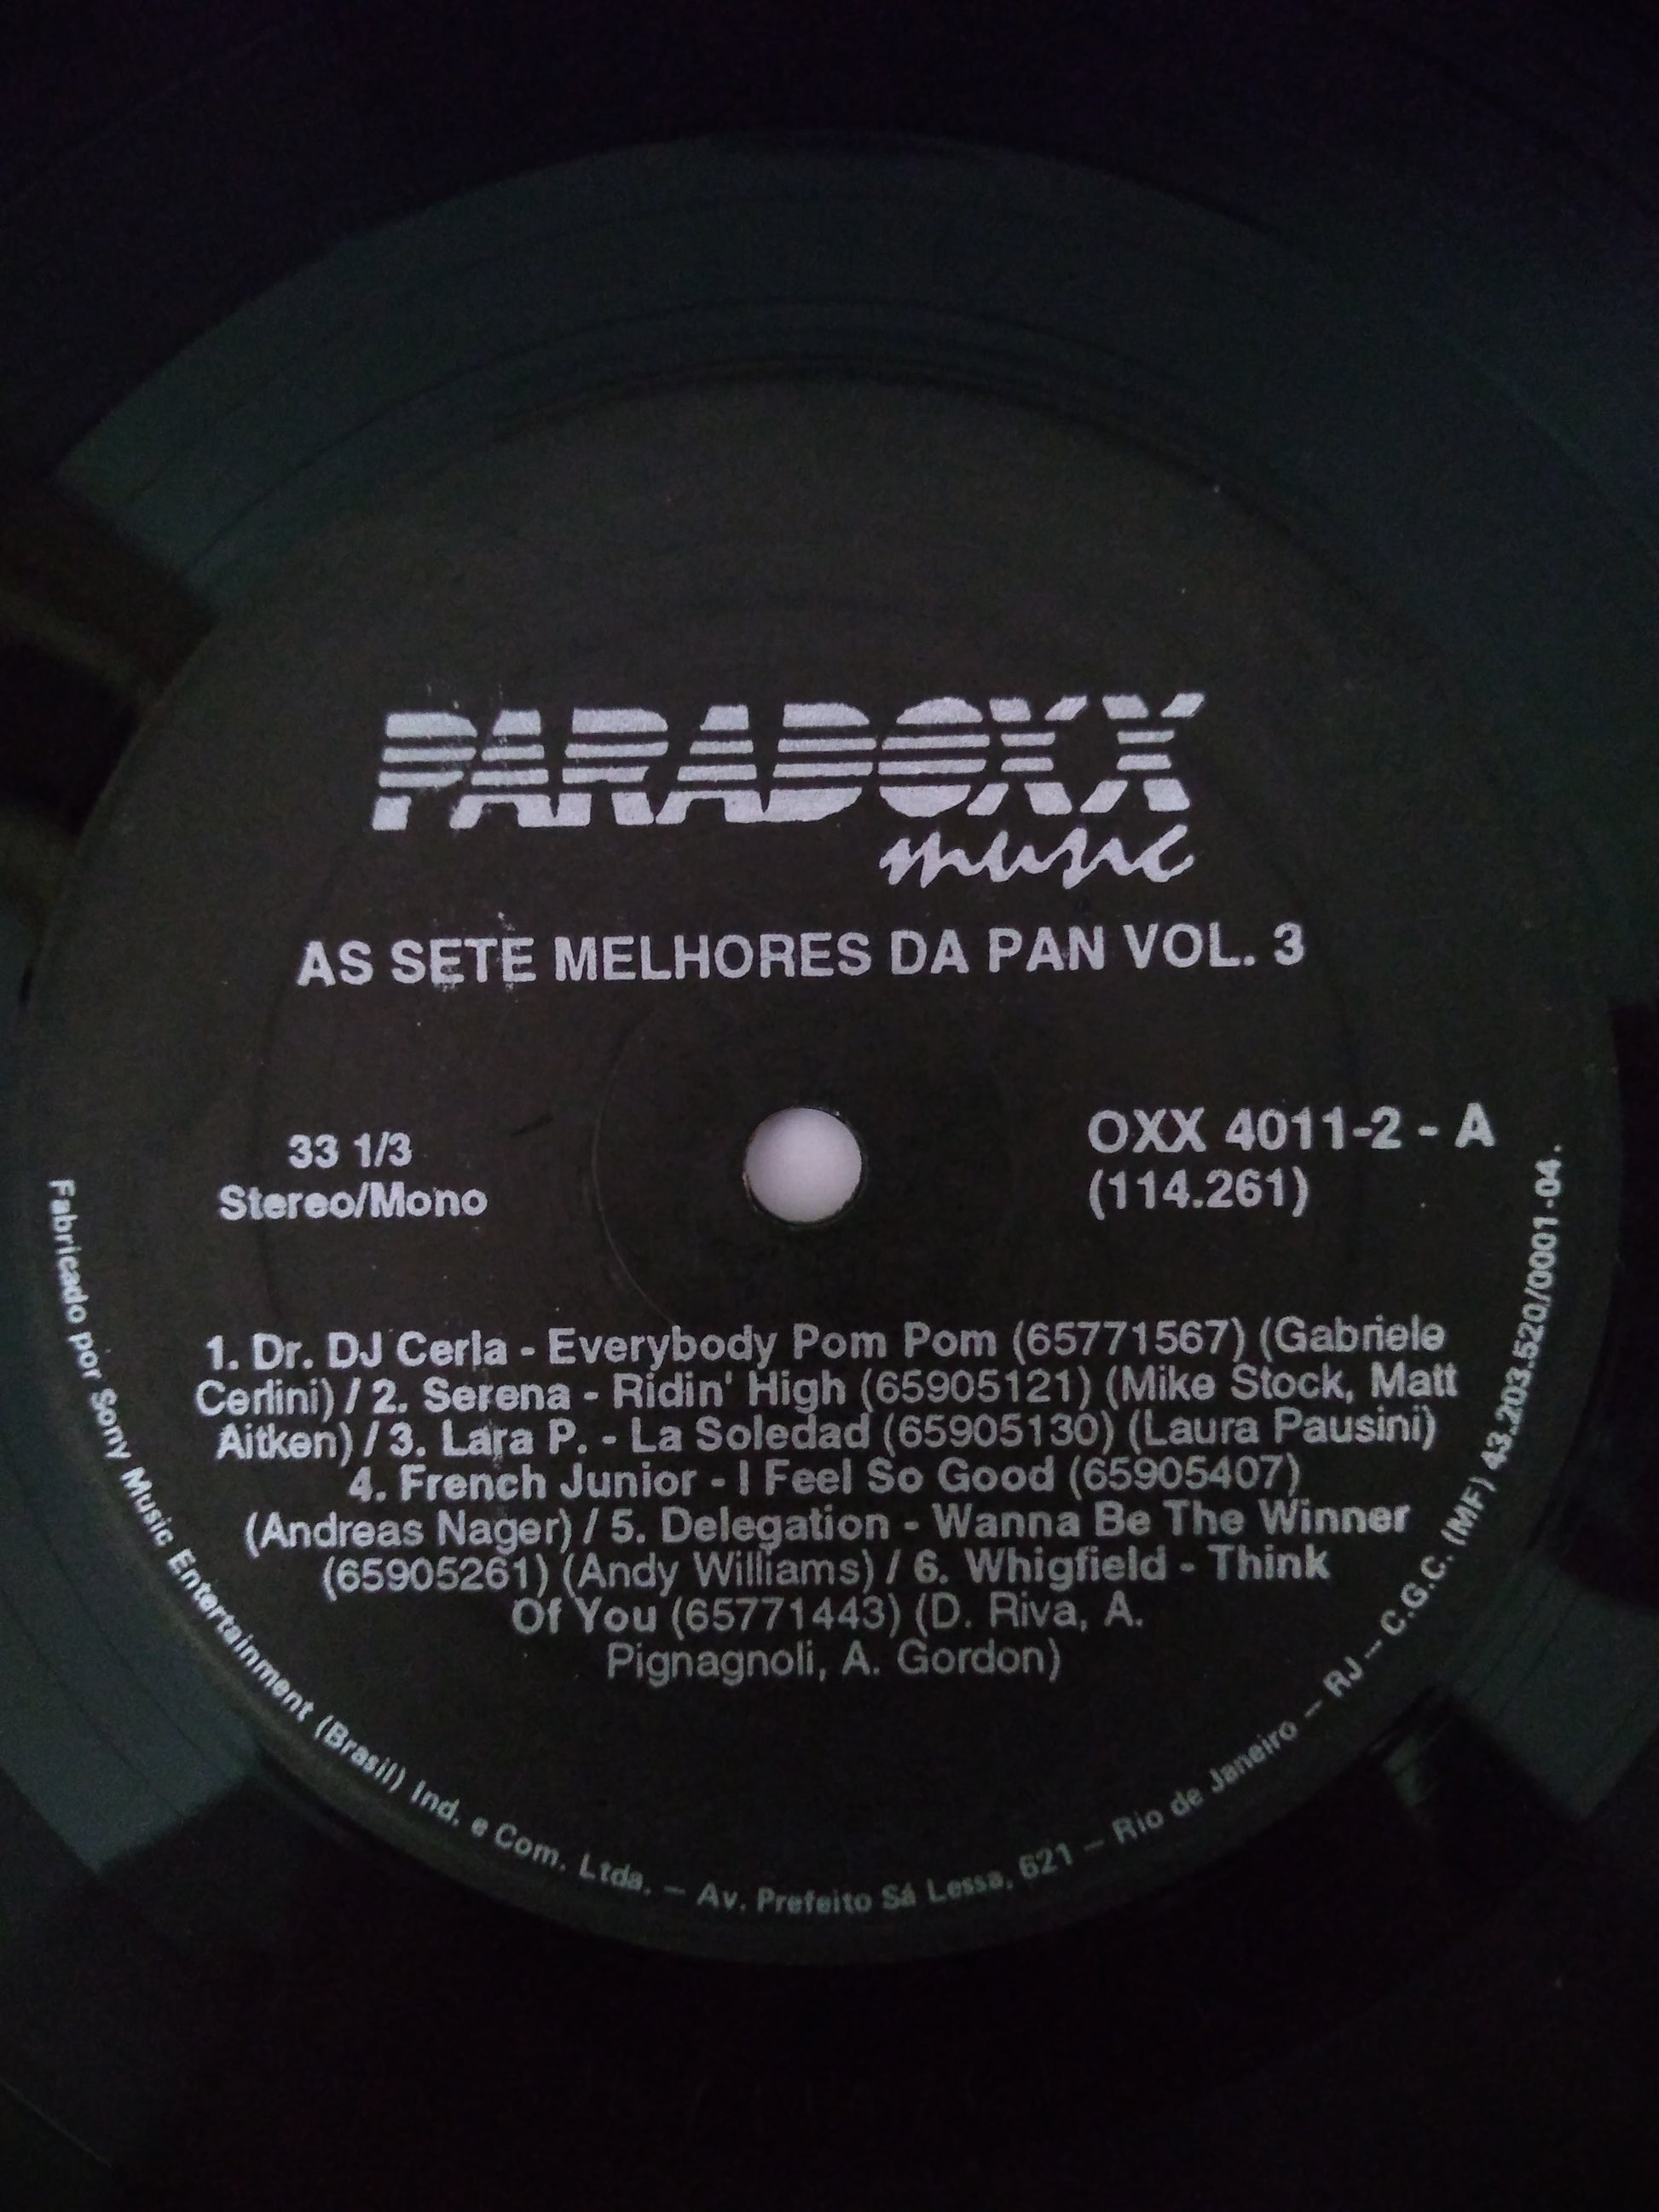 PARADOXX
music
AS SETE MELHORES DA PAN VOL. 3
33 1/3
Stereo/Mono
OXX 4011-2 - A
(114.261)
1. Dr. DJ Cerla - Everybody Pom Pom (65771567) (Gabriele
Cerlini) / 2. Serena - Ridin' High (65905121) (Mike Stock, Matt
Aitken) / 3. Lara P. - La Soledad (65905130) (Laura Pausini)
4. French Junior - I Feel So Good (65905407)
(Andreas Nager) / 5. Delegation - Wanna Be The Winner
(65905261) (Andy Williams) / 6. Whigfield - Think
Of You (65771443) (D. Riva, A.
Pignagnoli, A. Gordon)
Fabricado por Sony Music Entertainment (Brasil) Ind. e Com. Ltda. — Av. Prefeito Sá Lessa, 621 — Rio de Janeiro — RJ — C.G.C. (MF) 43.203.520/0001-04.